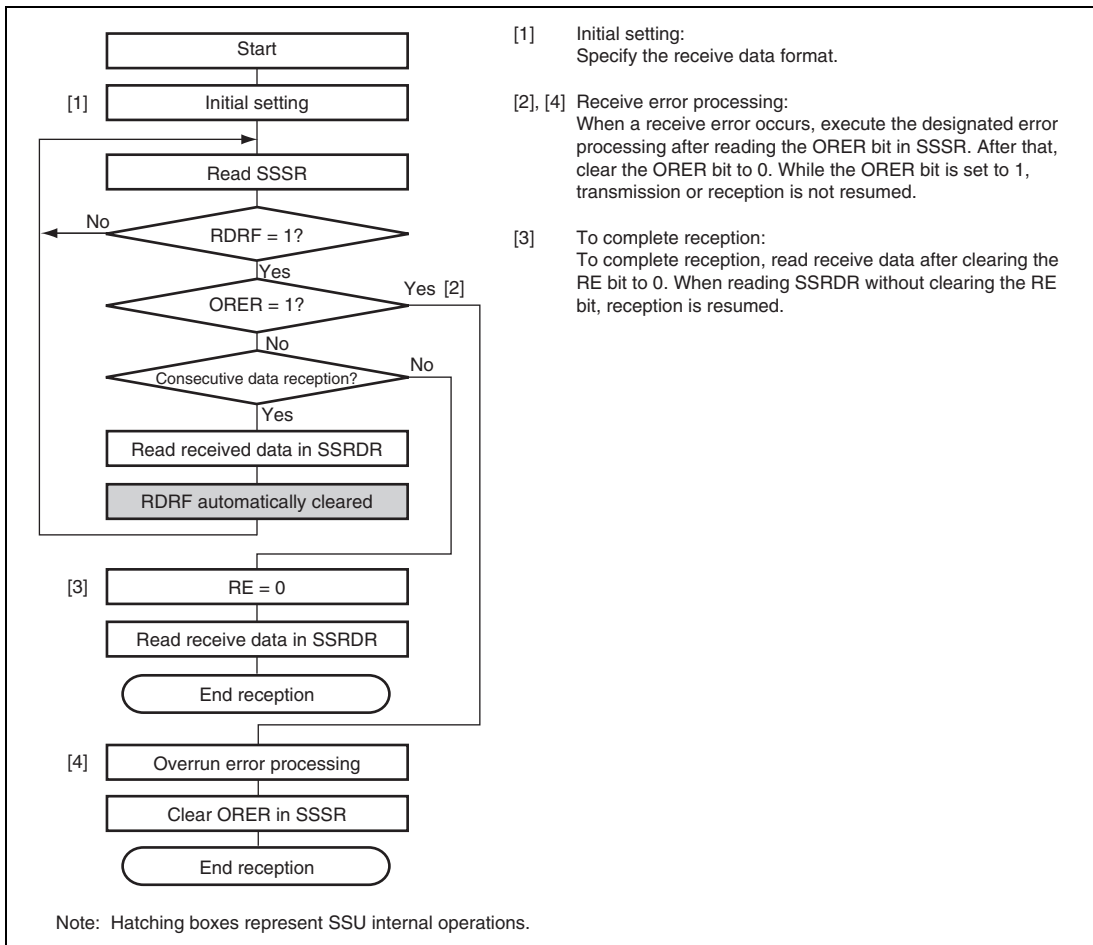 Start
[1] Initial setting
Read SSSR
No
RDRF = 1?
Yes
ORER = 1?
Yes [2]
No
Consecutive data reception?
No
Yes
Read received data in SSRDR
RDRF automatically cleared
[3] RE = 0
Read receive data in SSRDR
End reception
[4] Overrun error processing
Clear ORER in SSSR
End reception
[1] Initial setting:
Specify the receive data format.
[2], [4] Receive error processing:
When a receive error occurs, execute the designated error
processing after reading the ORER bit in SSSR. After that,
clear the ORER bit to 0. While the ORER bit is set to 1,
transmission or reception is not resumed.
[3] To complete reception:
To complete reception, read receive data after clearing the
RE bit to 0. When reading SSRDR without clearing the RE
bit, reception is resumed.
Note: Hatching boxes represent SSU internal operations.